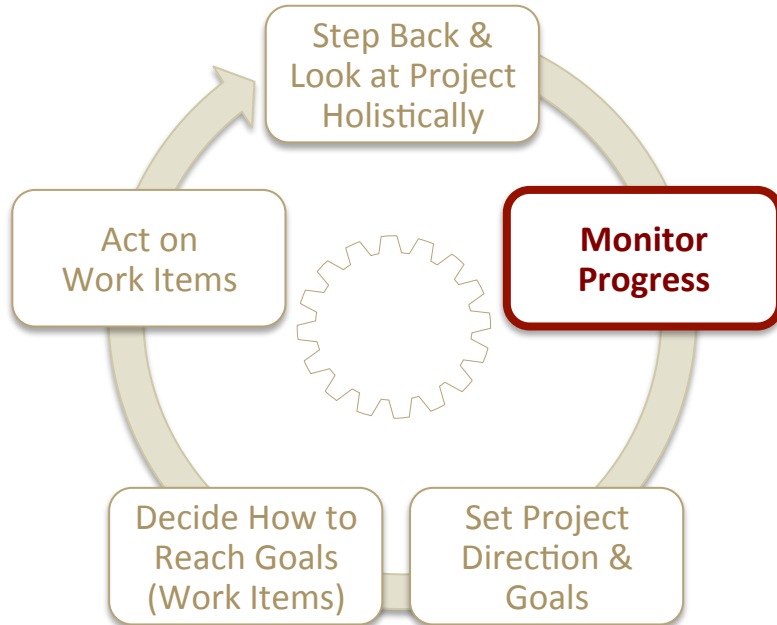 Step Back &
Look at Project
Holistically
Monitor
Progress
Set Project
Direction &
Goals
Decide How to
Reach Goals
(Work Items)
Act on
Work Items